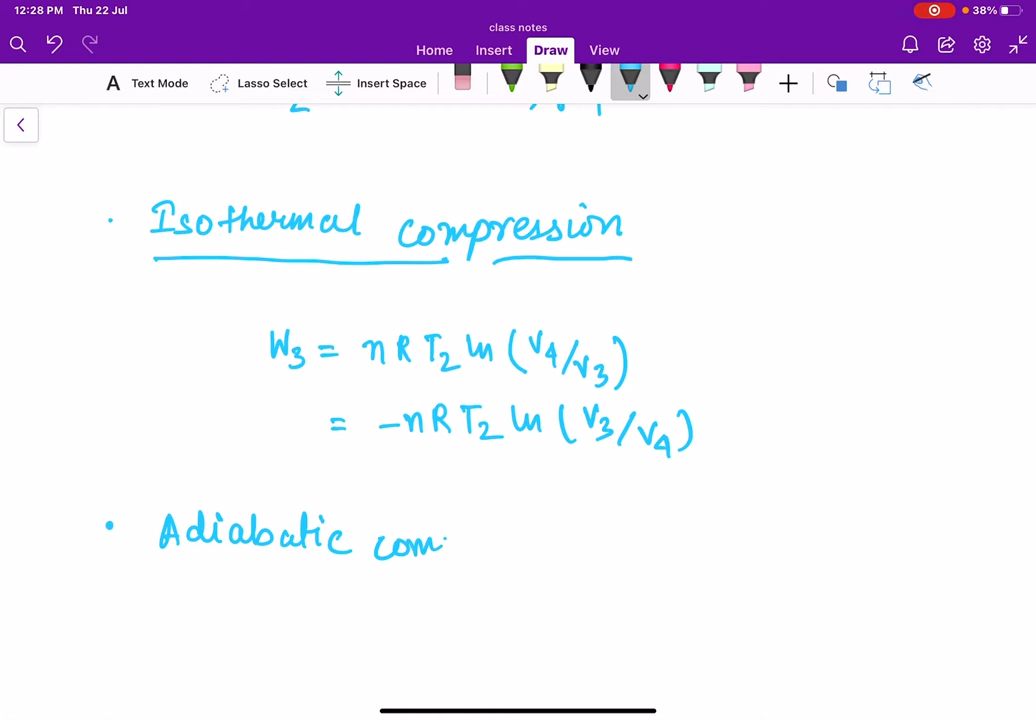 12:28 PM Thu 22 Jul
38%
class notes
Home Insert Draw View
A Text Mode Lasso Select Insert Space
· Isothermal compression
W3 = nRT2 ln (V4/V3)
= -nRT2 ln (V3/V4)
• Adiabatic com